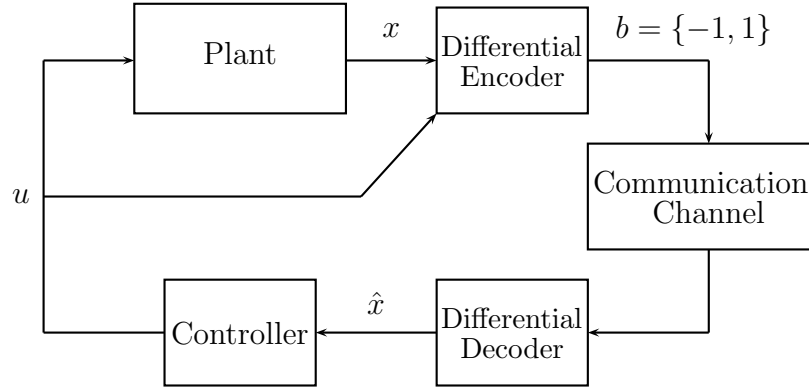 Plant
x
Differential
Encoder
b = {−1, 1}
u
Communication
Channel
Controller
x̂
Differential
Decoder